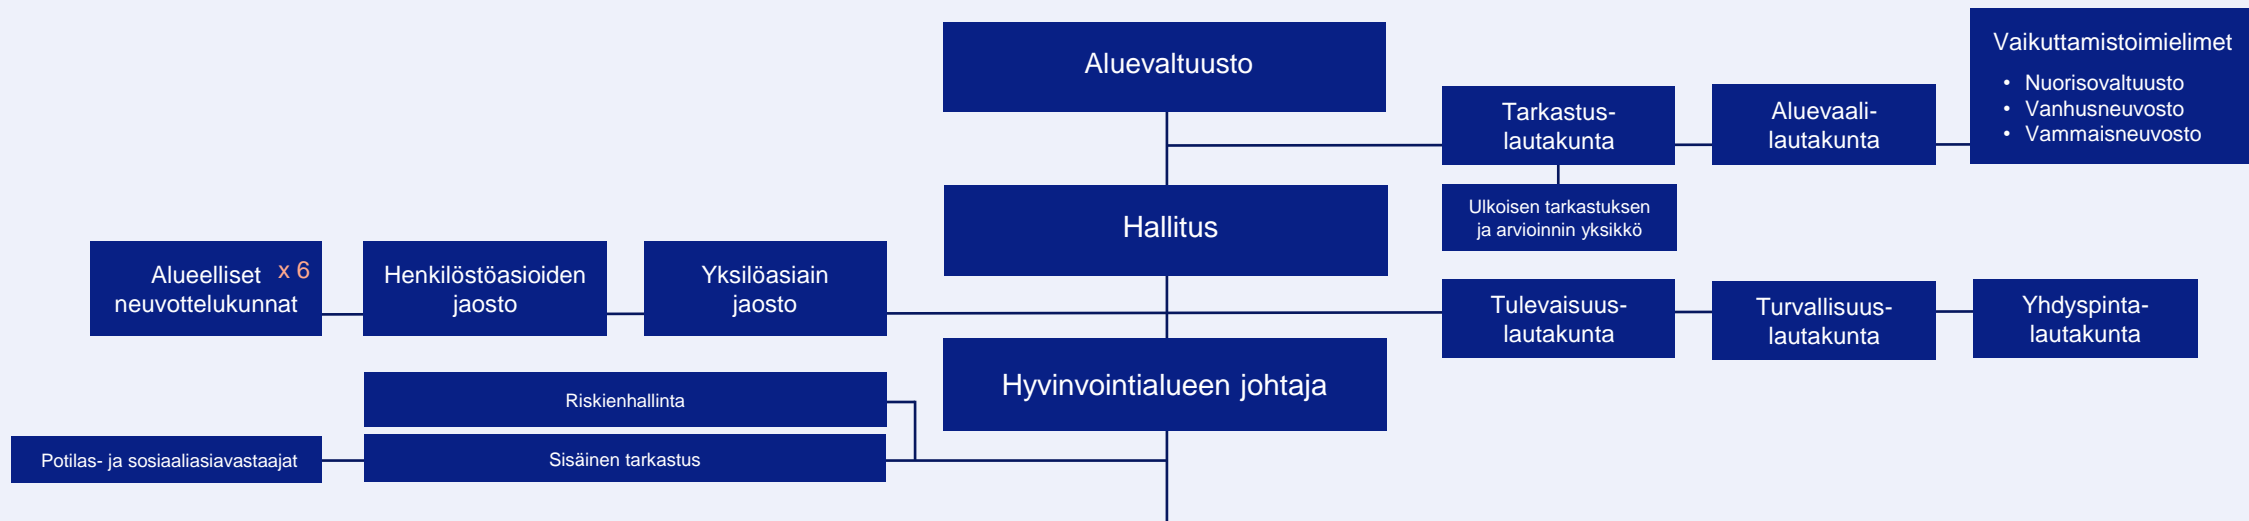 Aluevaltuusto
Vaikuttamistoimielimet
• Nuorisovaltuusto
• Vanhusneuvosto
• Vammaisneuvosto
Tarkastus-
lautakunta
Aluevaali-
lautakunta
Ulkoisen tarkastuksen
ja arvioinnin yksikkö
Hallitus
Alueelliset x 6
neuvottelukunnat
Henkilöstöasioiden
jaosto
Yksilöasiain
jaosto
Tulevaisuus-
lautakunta
Turvallisuus-
lautakunta
Yhdyspinta-
lautakunta
Hyvinvointialueen johtaja
Riskienhallinta
Potilas- ja sosiaaliasiavastaajat
Sisäinen tarkastus